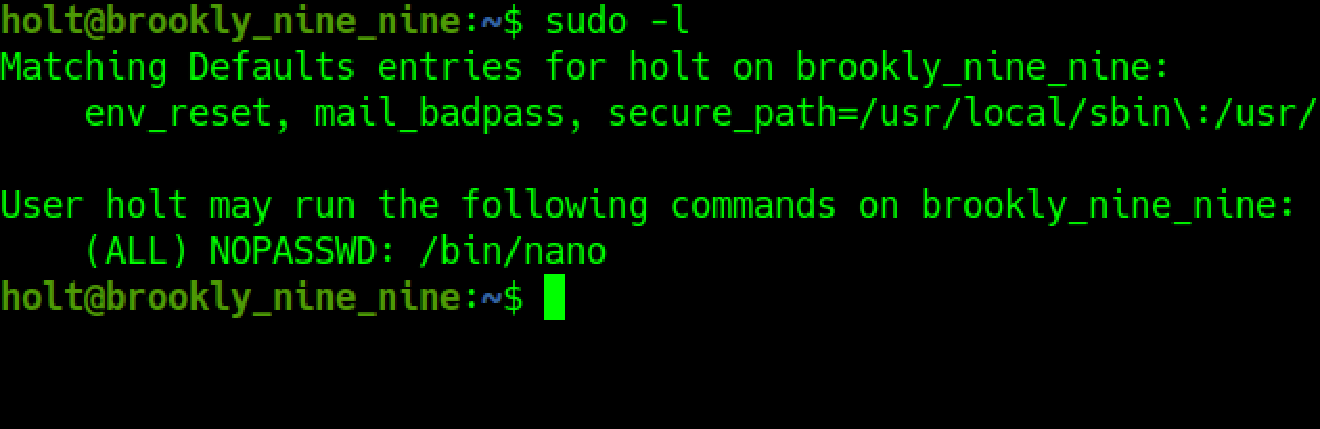 holt@brookly_nine_nine:~$ sudo -l
Matching Defaults entries for holt on brookly_nine_nine:
    env_reset, mail_badpass, secure_path=/usr/local/sbin\:/usr/
User holt may run the following commands on brookly_nine_nine:
    (ALL) NOPASSWD: /bin/nano
holt@brookly_nine_nine:~$